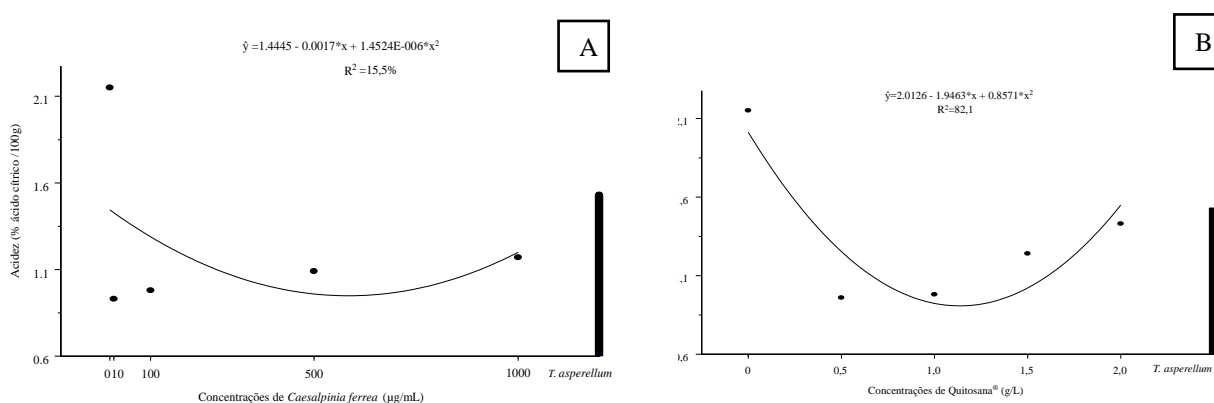 A
ŷ =1.4445 - 0.0017*x + 1.4524E-006*x²
R² =15,5%
Acidez (% ácido cítrico /100g)
2.1
1.6
1.1
0.6
0 10 100 500 1000 T. asperellum
Concentrações de Caesalpinia ferrea (µg/mL)
B
ŷ=2.0126 - 1.9463*x + 0.8571*x²
R²=82,1
,1
,6
,1
,6
0 0,5 1,0 1,5 2,0 T. asperellum
Concentrações de Quitosana® (g/L)